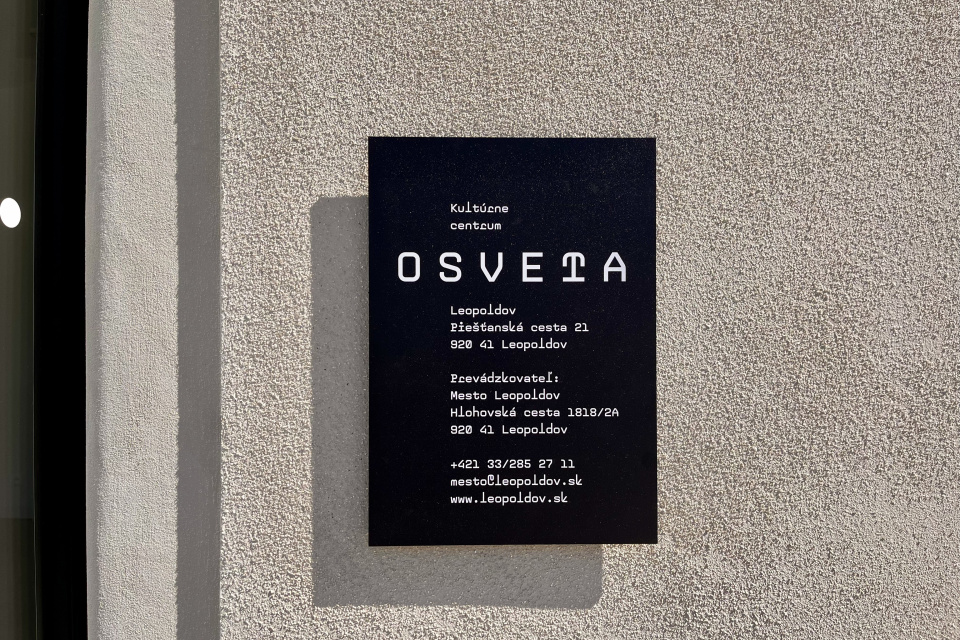 Kultúrne
centrum
OSVETA
Leopoldov
Piešťanská cesta 21
920 41 Leopoldov
Prevádzkovateľ:
Mesto Leopoldov
Hlohovská cesta 1818/2A
920 41 Leopoldov
+421 33/285 27 11
mesto@leopoldov.sk
www.leopoldov.sk